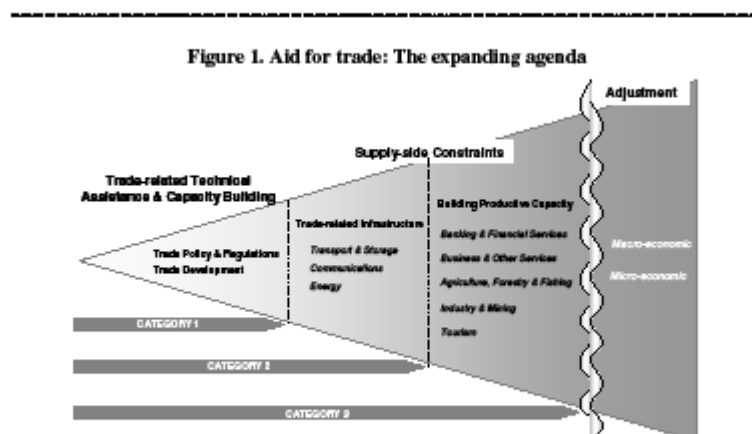 Figure 1. Aid for trade: The expanding agenda
Adjustment
Supply-side Constraints
Trade-related Technical
Assistance & Capacity Building
Building Productive Capacity
Trade-related Infrastructure
Banking & Financial Services
Trade Policy & Regulations
Trade Development
Transport & Storage
Communications
Energy
Business & Other Services
Agriculture, Forestry & Fishing
Industry & Mining
Tourism
Macro-economic
Micro-economic
CATEGORY 1
CATEGORY 2
CATEGORY 3